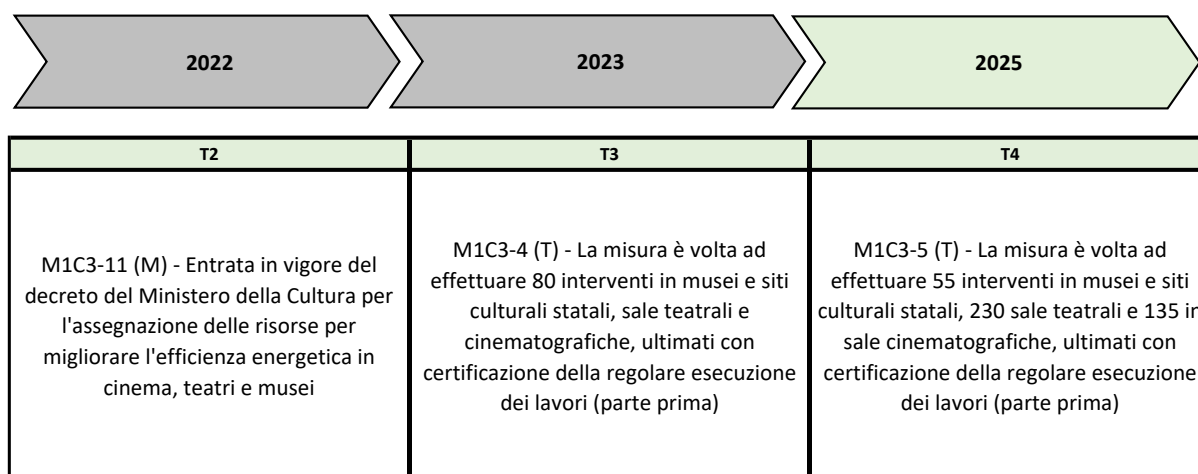 2022
2023
2025
T2
T3
T4
M1C3-11 (M) - Entrata in vigore del
decreto del Ministero della Cultura per
l'assegnazione delle risorse per
migliorare l'efficienza energetica in
cinema, teatri e musei
M1C3-4 (T) - La misura è volta ad
effettuare 80 interventi in musei e siti
culturali statali, sale teatrali e
cinematografiche, ultimati con
certificazione della regolare esecuzione
dei lavori (parte prima)
M1C3-5 (T) - La misura è volta ad
effettuare 55 interventi in musei e siti
culturali statali, 230 sale teatrali e 135 in
sale cinematografiche, ultimati con
certificazione della regolare esecuzione
dei lavori (parte prima)